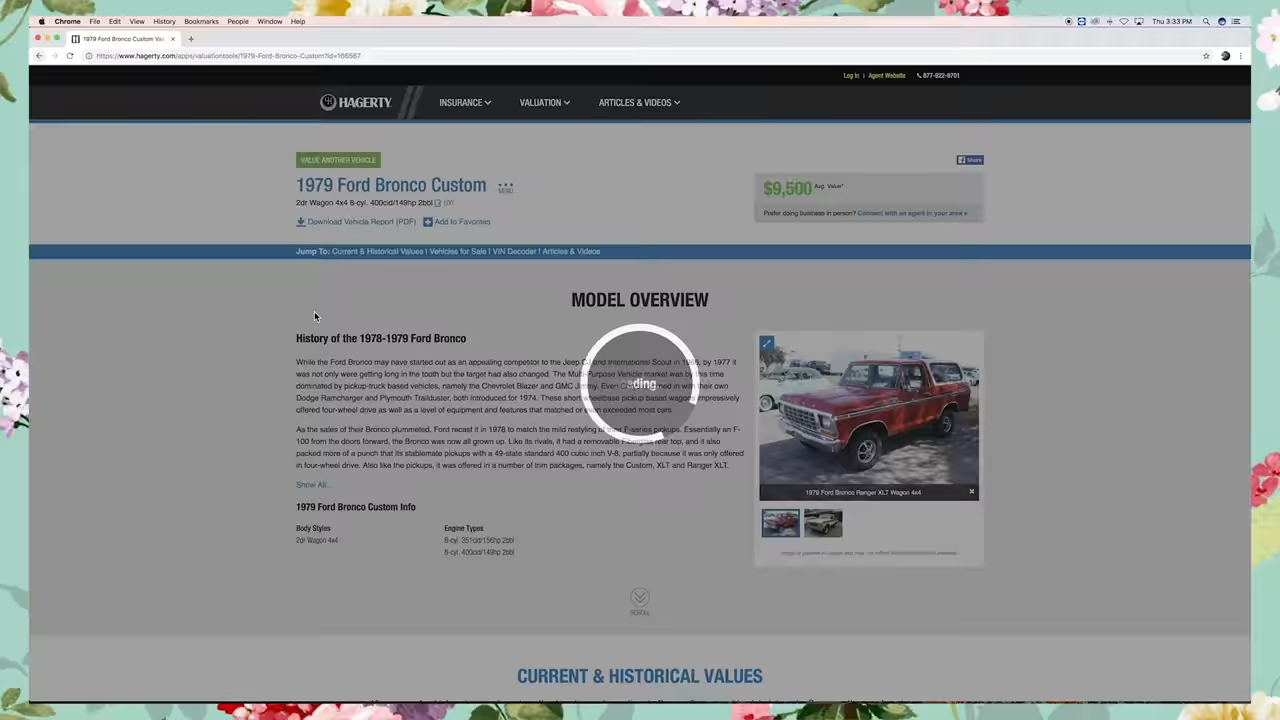 Chrome File Edit View History Bookmarks People Window Help
Thu 3:33 PM
1979 Ford Bronco Custom Val
https://www.hagerty.com/apps/valuationtools/1979-Ford-Bronco-Custom?id=166567
Log In | Agent Website 877-922-9701
HAGERTY INSURANCE VALUATION ARTICLES & VIDEOS
VALUE ANOTHER VEHICLE
Share
1979 Ford Bronco Custom
MENU
$9,500 Avg. Value*
2dr Wagon 4x4 8-cyl. 400cid/149hp 2bbl
Prefer doing business in person? Connect with an agent in your area »
Download Vehicle Report (PDF) Add to Favorites
Jump To: Current & Historical Values | Vehicles for Sale | VIN Decoder | Articles & Videos
MODEL OVERVIEW
History of the 1978-1979 Ford Bronco
While the Ford Bronco may have started out as an appealing competitor to the Jeep CJ and International Scout in 1966, by 1977 it
was not only were getting long in the tooth but the target had also changed. The Multi-Purpose Vehicle market was by this time
dominated by pickup-truck based vehicles, namely the Chevrolet Blazer and GMC Jimmy. Even joined in with their own
Dodge Ramcharger and Plymouth Trailduster, both introduced for 1974. These short wheelbase pickup based wagons impressively
offered four-wheel drive as well as a level of equipment and features that matched or even exceeded most cars.
As the sales of their Bronco plummeted, Ford recast it in 1978 to match the mild restyling of their F-series pickups. Essentially an F-
100 from the doors forward, the Bronco was now all grown up. Like its rivals, it had a removable fiberglass rear top, and it also
packed more of a punch that its stablemate pickups with a 49-state standard 400 cubic inch V-8, partially because it was only offered
in four-wheel drive. Also like the pickups, it was offered in a number of trim packages, namely the Custom, XLT and Ranger XLT.
ding
Show All...
1979 Ford Bronco Ranger XLT Wagon 4x4
1979 Ford Bronco Custom Info
Body Styles
2dr Wagon 4x4
Engine Types
8-cyl. 351cid/156hp 2bbl
8-cyl. 400cid/149hp 2bbl
SCROLL
CURRENT & HISTORICAL VALUES